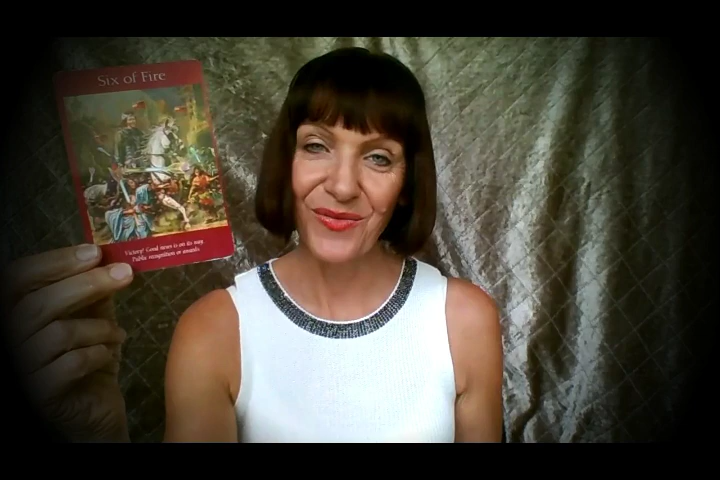 Six of Fire
Victory! Good news is on its way.
Public recognition or awards.